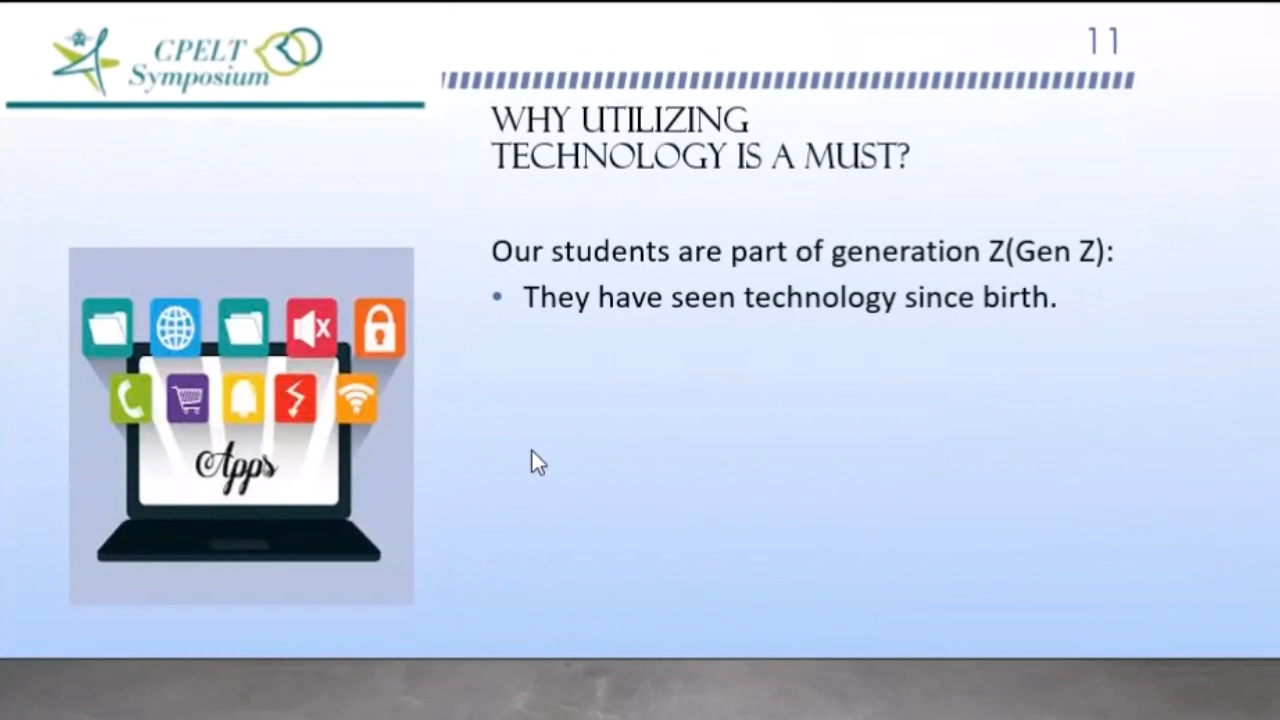 CPELT
Symposium
11
WHY UTILIZING
TECHNOLOGY IS A MUST?
Our students are part of generation Z(Gen Z):
• They have seen technology since birth.
Apps